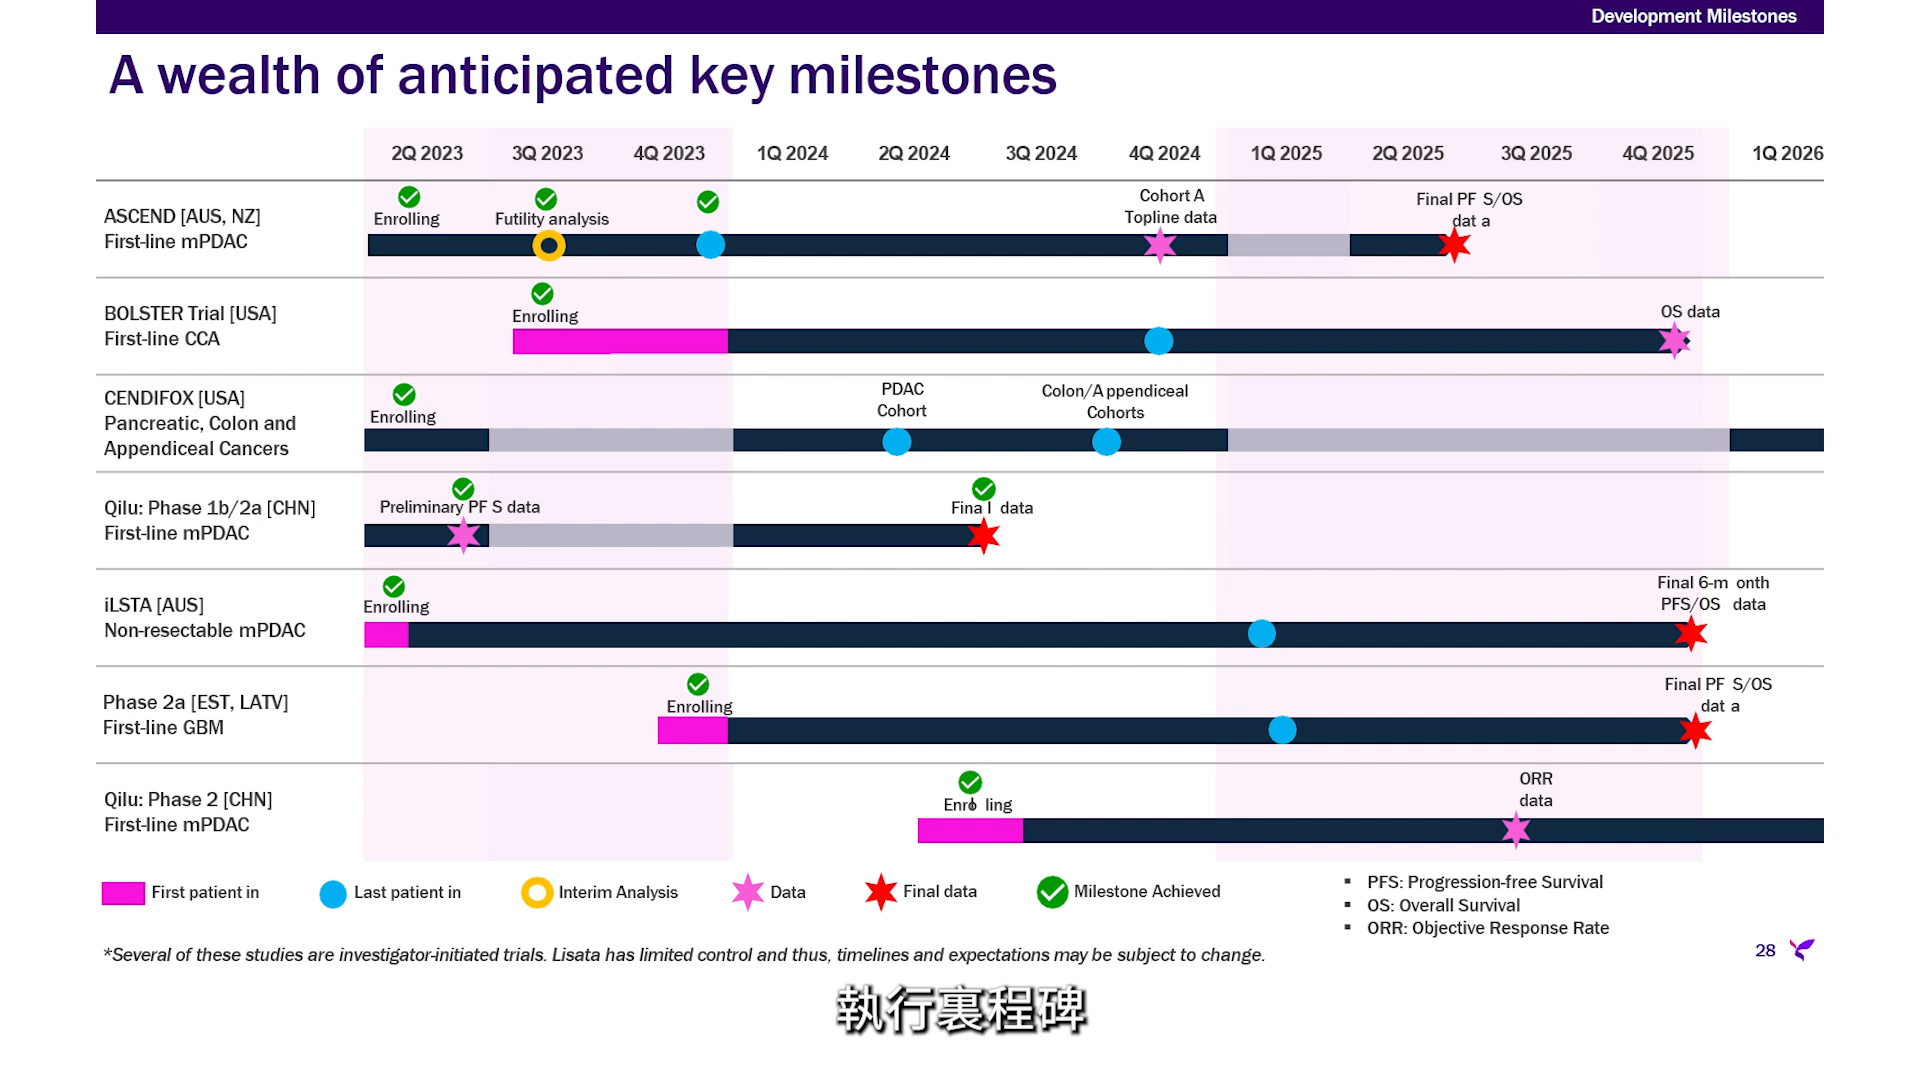 Development Milestones
A wealth of anticipated key milestones
2Q 2023 3Q 2023 4Q 2023 1Q 2024 2Q 2024 3Q 2024 4Q 2024 1Q 2025 2Q 2025 3Q 2025 4Q 2025 1Q 2026
ASCEND [AUS, NZ]
First-line mPDAC
Enrolling
Futility analysis
Cohort A
Topline data
Final PF S/OS
dat a
BOLSTER Trial [USA]
First-line CCA
Enrolling
OS data
CENDIFOX [USA]
Pancreatic, Colon and
Appendiceal Cancers
Enrolling
PDAC
Cohort
Colon/A ppendiceal
Cohorts
Qilu: Phase 1b/2a [CHN]
First-line mPDAC
Preliminary PF S data
Fina l data
iLSTA [AUS]
Non-resectable mPDAC
Enrolling
Final 6-m onth
PFS/OS data
Phase 2a [EST, LATV]
First-line GBM
Enrolling
Final PF S/OS
dat a
Qilu: Phase 2 [CHN]
First-line mPDAC
Enrol ling
ORR
data
First patient in
Last patient in
Interim Analysis
Data
Final data
Milestone Achieved
▪ PFS: Progression-free Survival
▪ OS: Overall Survival
▪ ORR: Objective Response Rate
*Several of these studies are investigator-initiated trials. Lisata has limited control and thus, timelines and expectations may be subject to change.
28
執行裏程碑